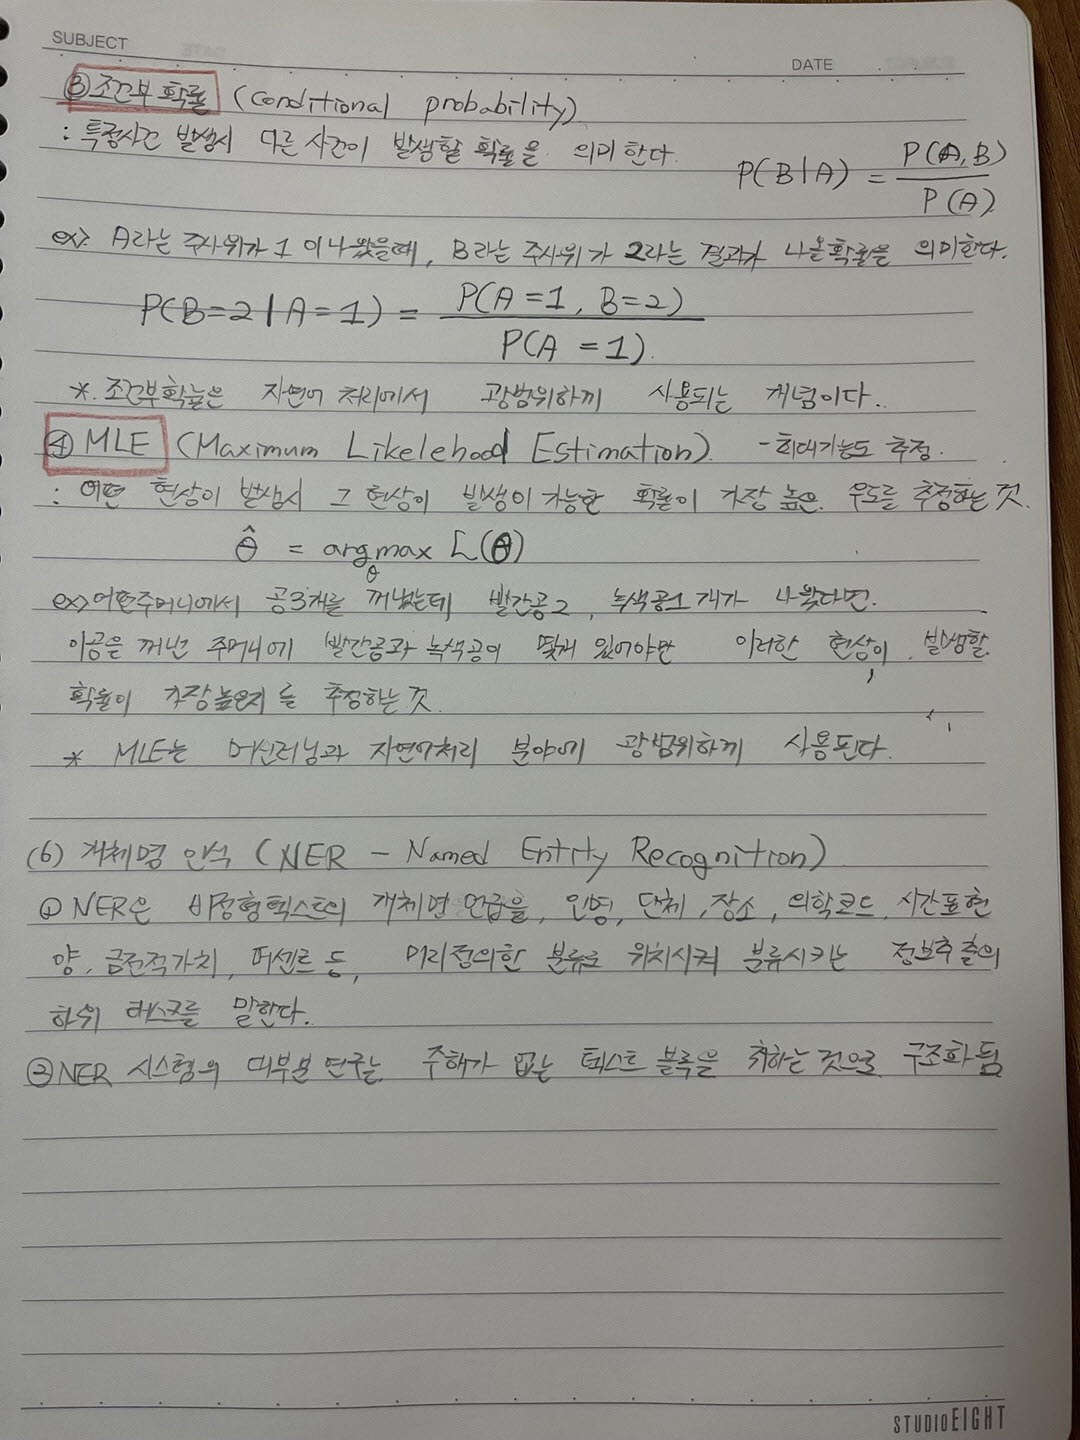 SUBJECT
DATE
③ 조건부 확률 (Conditional probability)
: 특정사건 발생시 다른 사건이 발생할 확률을 의미한다.
P(B|A) = P(A,B) / P(A)
ex> A라는 주사위가 1이 나왔을때, B라는 주사위가 2라는 결과가 나올확률을 의미한다.
P(B=2|A=1) = P(A=1, B=2) / P(A=1).
*. 조건부확률은 자연어 처리에서 광범위하게 사용되는 개념이다..
④ MLE (Maximum Likelehood Estimation) - 최대가능도 추정.
: 어떤 현상이 발생시 그 현상이 발생이 가능한 확률이 가장 높은 우도를 추정하는 것.
θ̂ = argmax L(θ)
θ
ex> 어떤주머니에서 공3개를 꺼냈는데 빨간공2, 녹색공1개가 나왔다면.
이공을 꺼낸 주머니에 빨간공과 녹색공이 몇개 있어야만 이러한 현상이 발생할
확률이 가장높은지를 추정하는 것.
* MLE는 머신러닝과 자연어처리 분야에 광범위하게 사용된다.
(6) 개체명 인식 (NER - Named Entity Recognition)
① NER은 비정형텍스트의 개체명 언급을, 인명, 단체, 장소, 의학코드, 시간표현
양, 금전적가치, 퍼센트 등, 미리정의한 분류로 위치시켜 분류시키는 정보추출의
하위 태스크를 말한다.
② NER 시스템의 대부분 연구는 주해가 없는 텍스트 블록을 취하는 것으로 구조화 됨
STUDIO EIGHT